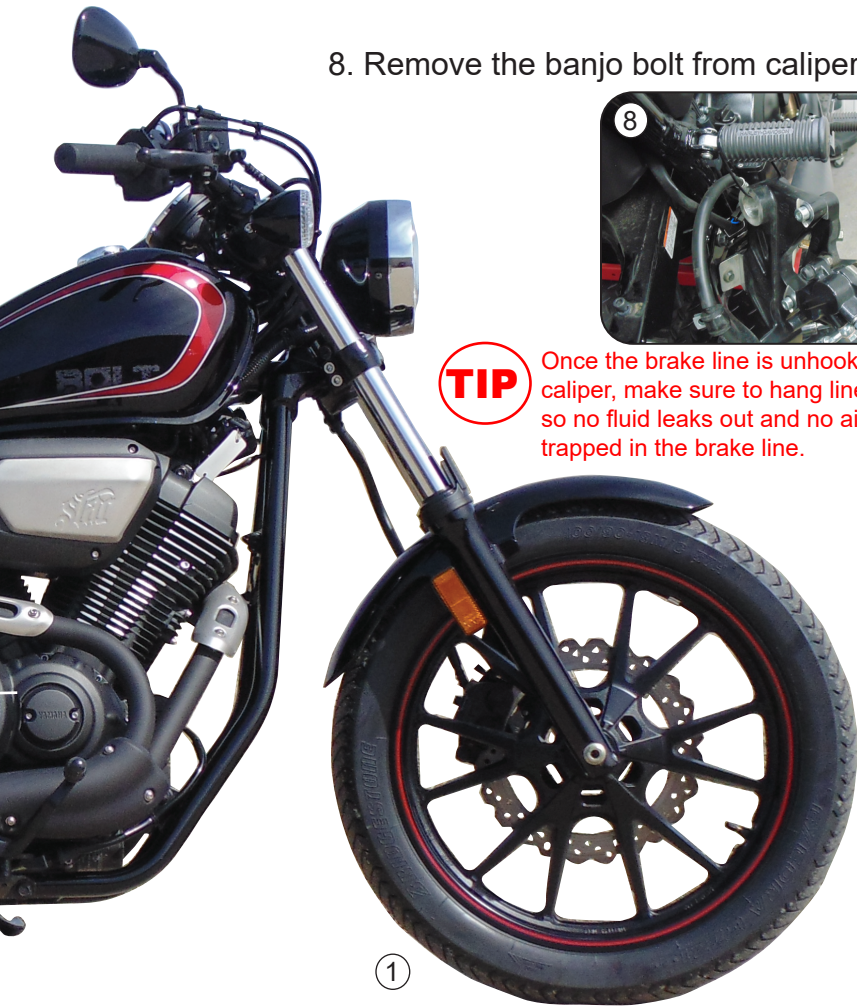 8. Remove the banjo bolt from caliper
8
TIP
Once the brake line is unhook
caliper, make sure to hang line
so no fluid leaks out and no ai
trapped in the brake line.
BOLT
YAMAHA
1